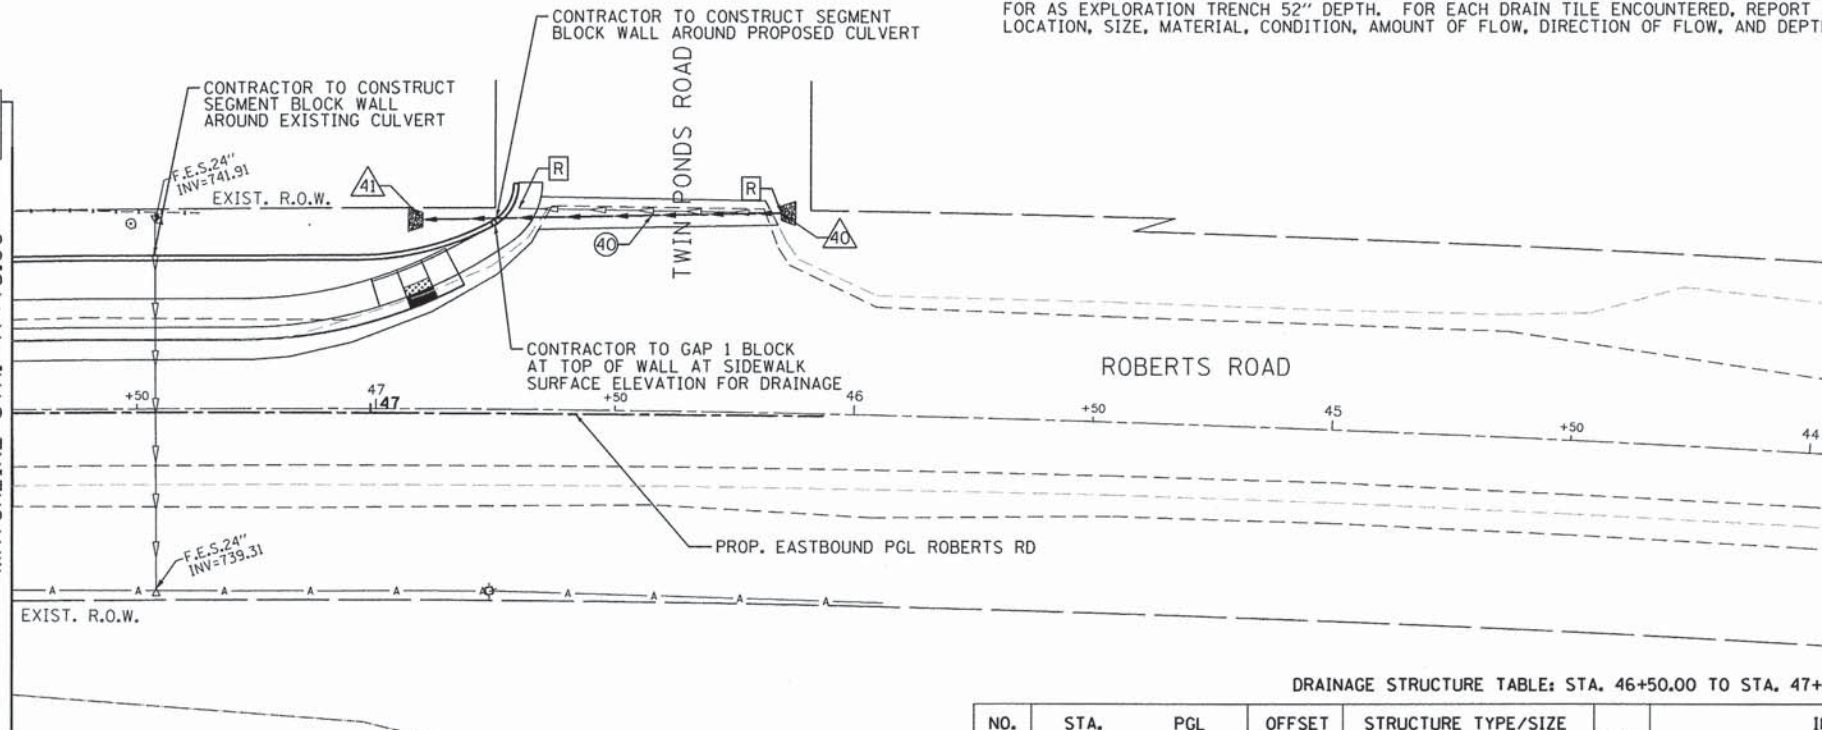 FOR AS EXPLORATION TRENCH 52" DEPTH. FOR EACH DRAIN TILE ENCOUNTERED, REPORT
LOCATION, SIZE, MATERIAL, CONDITION, AMOUNT OF FLOW, DIRECTION OF FLOW, AND
CONTRACTOR TO CONSTRUCT SEGMENT
BLOCK WALL AROUND PROPOSED CULVERT
CONTRACTOR TO CONSTRUCT
SEGMENT BLOCK WALL
AROUND EXISTING CULVERT
TWIN PONDS ROAD
F.E.S.24"
INV=741.91
EXIST. R.O.W.
41
R
R
40
40
CONTRACTOR TO GAP 1 BLOCK
AT TOP OF WALL AT SIDEWALK
SURFACE ELEVATION FOR DRAINAGE
ROBERTS ROAD
+50
47
47
+50
46
+50
45
+50
44
PROP. EASTBOUND PGL ROBERTS RD
F.E.S.24"
INV=739.31
A A A A A A A A A A
EXIST. R.O.W.
DRAINAGE STRUCTURE TABLE: STA. 46+50.00 TO STA. 47+
NO. STA. PGL OFFSET STRUCTURE TYPE/SIZE